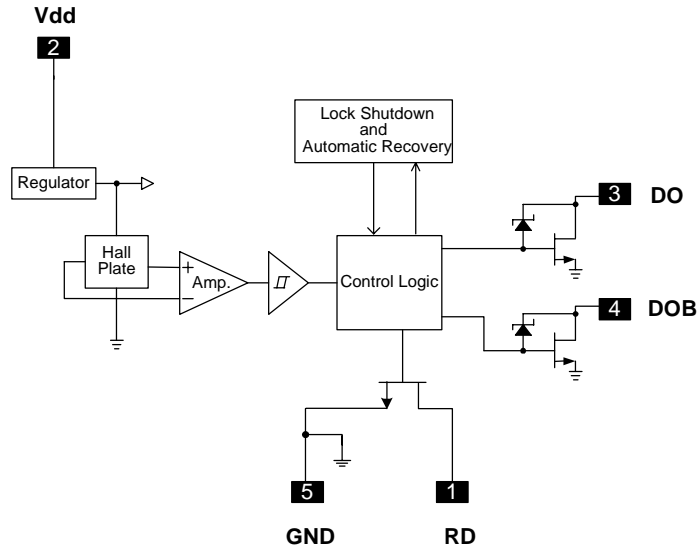 Vdd
2
Lock Shutdown
and
Automatic Recovery
Regulator
3 DO
Hall
Plate
+
Amp.
−
Control Logic
4 DOB
5
1
GND
RD